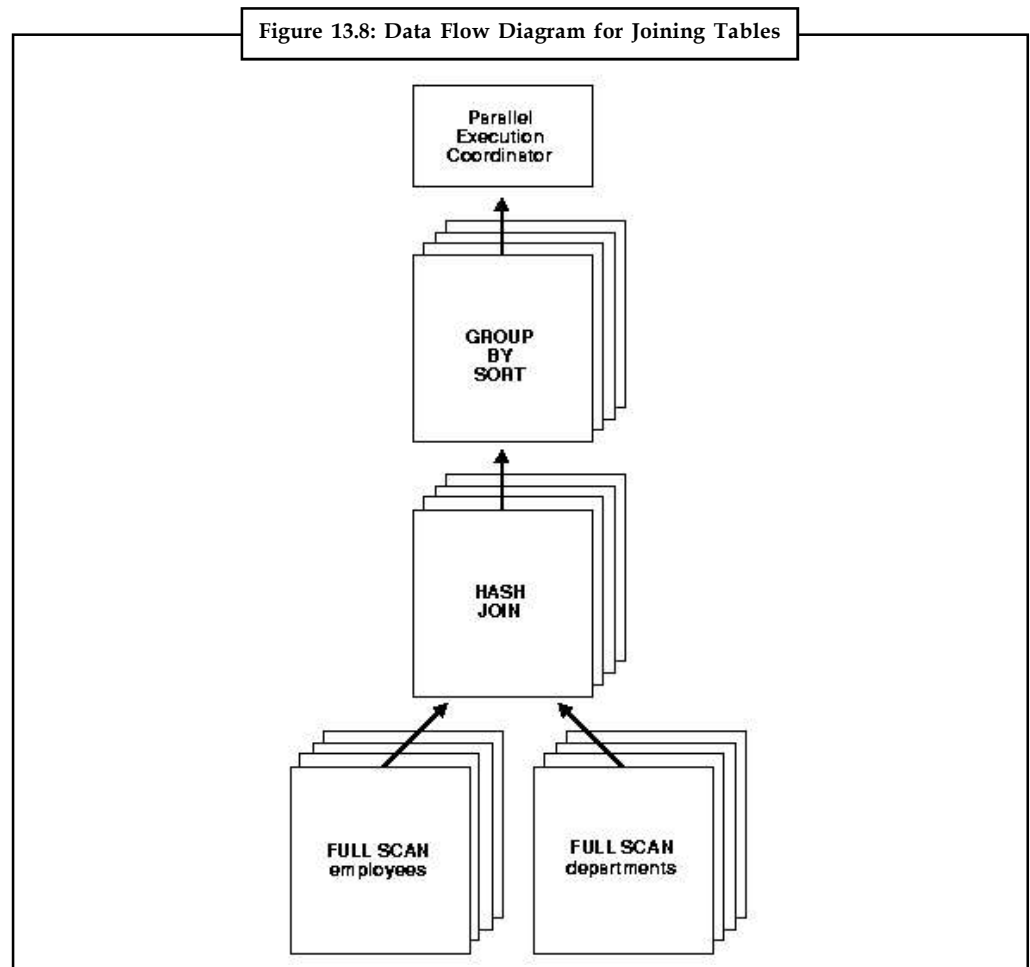 Figure 13.8: Data Flow Diagram for Joining Tables
Parallel
Execution
Coordinator
GROUP
BY
SORT
HASH
JOIN
FULL SCAN
employees
FULL SCAN
departments